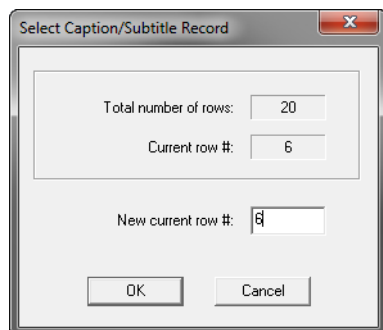 Select Caption/Subtitle Record
Total number of rows: 20
Current row #: 6
New current row #: 6
OK Cancel